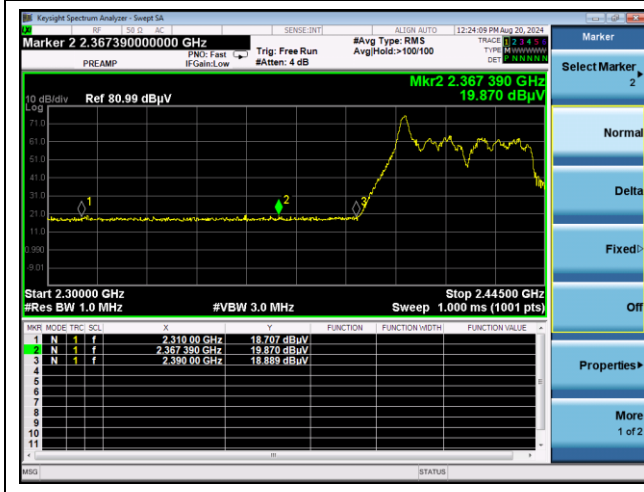 Keysight Spectrum Analyzer - Swept SA
RF 50 Ω AC SENSE:INT ALIGN AUTO 12:24:09 PM Aug 20, 2024
Marker 2 2.367390000000 GHz
PREAMP
PNO: Fast
IFGain:Low
Trig: Free Run
#Atten: 4 dB
#Avg Type: RMS
Avg|Hold:>100/100
TRACE 1 2 3 4 5 6
TYPE M WWWWW
DET P N N N N N
Mkr2 2.367 390 GHz
19.870 dBµV
10 dB/div Ref 80.99 dBµV
Log
71.0
61.0
51.0
41.0
31.0
21.0
11.0
0.990
-9.01
1
2
3
Start 2.30000 GHz Stop 2.44500 GHz
#Res BW 1.0 MHz #VBW 3.0 MHz Sweep 1.000 ms (1001 pts)
MKR MODE TRC SCL X Y FUNCTION FUNCTION WIDTH FUNCTION VALUE
1 N 1 f 2.310 00 GHz 18.707 dBµV
2 N 1 f 2.367 390 GHz 19.870 dBµV
3 N 1 f 2.390 00 GHz 18.889 dBµV
4
5
6
7
8
9
10
11
MSG STATUS
Marker
Select Marker
2
Normal
Delta
Fixed
Off
Properties
More
1 of 2